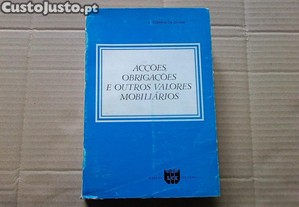 CustoJusto.pt
ACÇÕES
OBRIGAÇÕES
E OUTROS VALORES
MOBILIÁRIOS